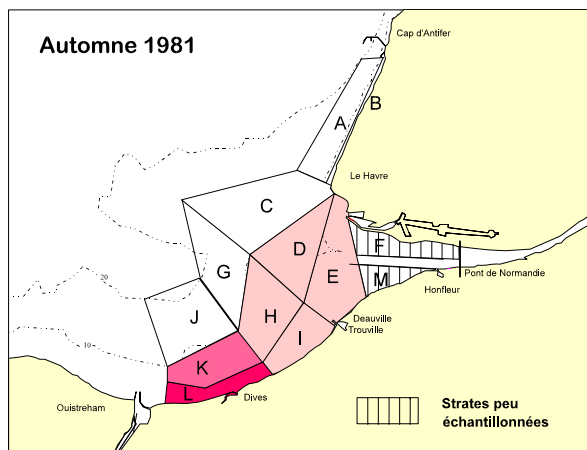 Automne 1981
Cap d'Antifer
B
A
Le Havre
C
F
D
G
E
Pont de Normandie
M
20
Honfleur
J
H
Deauville
Trouville
I
10
K
L
Dives
Ouistreham
Strates peu
échantillonnées